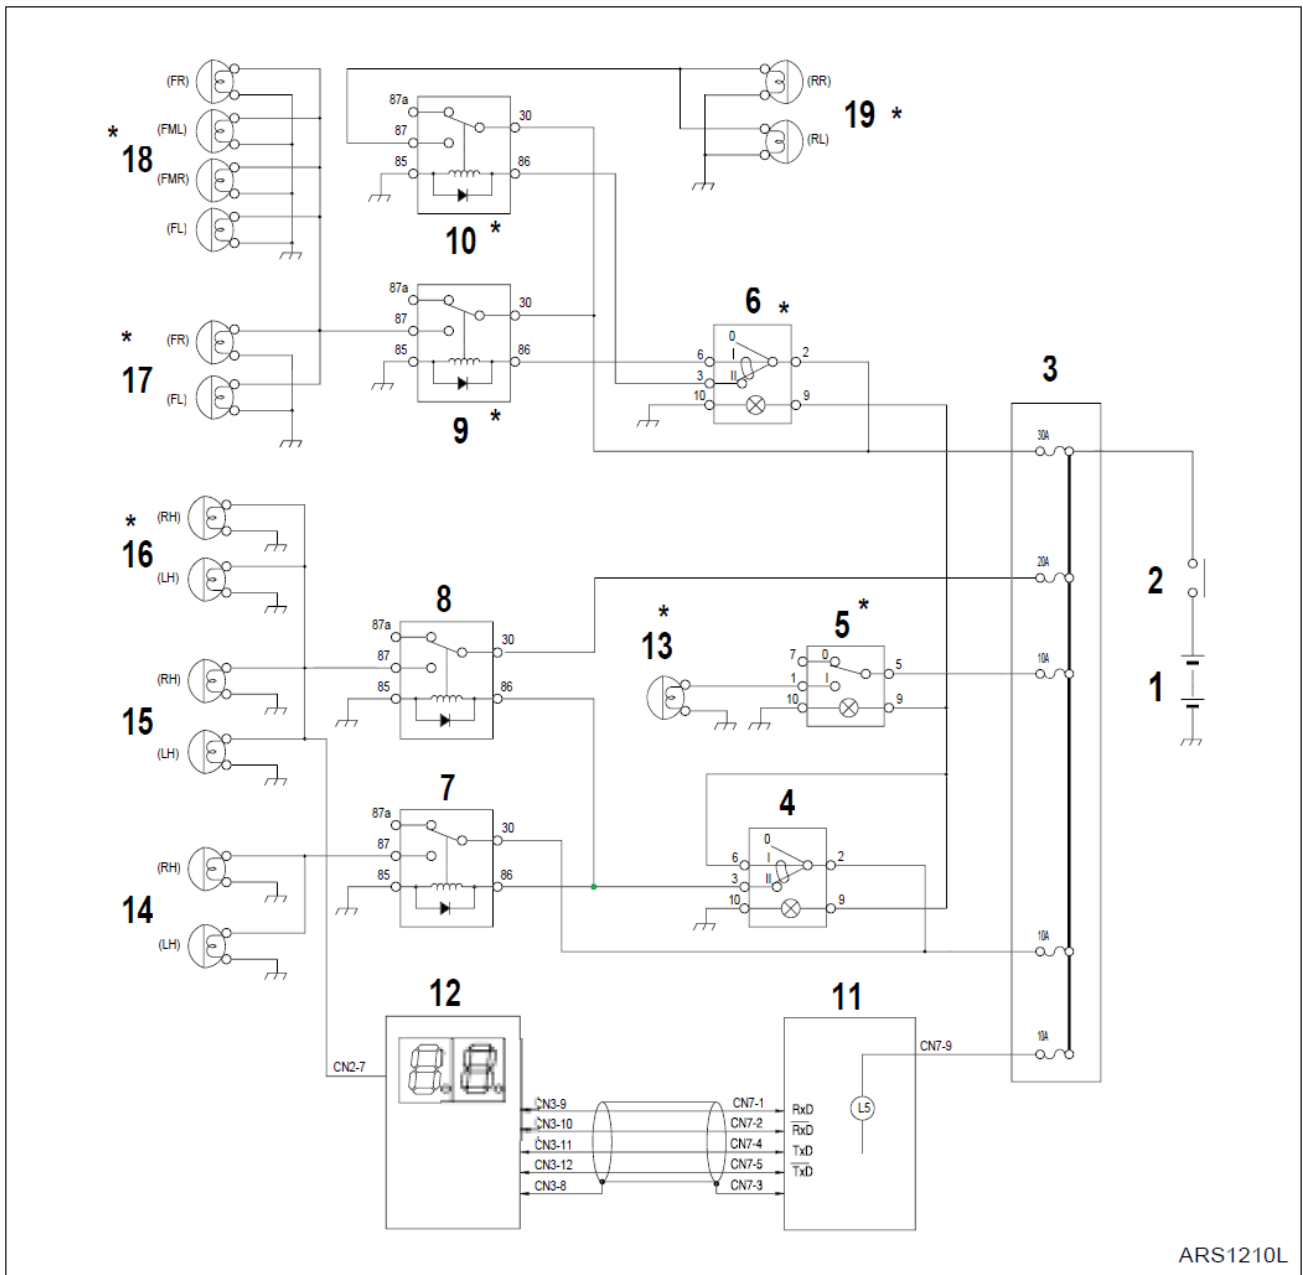 (FR)
(FML)
(FMR)
(FL)
* 18
87a
87
85
30
86
10 *
(RR)
(RL)
19 *
(FR)
(FL)
* 17
87a
87
85
30
86
9 *
6 *
0
I
II
6
3
10
2
9
3
30A
20A
10A
10A
10A
2
1
(RH)
(LH)
* 16
8
87a
87
85
30
86
(RH)
(LH)
15
* 13
5 *
7
1
10
0
I
5
9
7
87a
87
85
30
86
(RH)
(LH)
14
4
0
I
II
6
3
10
2
9
12
11
CN2-7
CN7-9
L5
CN3-9 CN7-1 RxD
CN3-10 CN7-2 R̅x̅D̅
CN3-11 CN7-4 TxD
CN3-12 CN7-5 T̅x̅D
CN3-8 CN7-3
ARS1210L